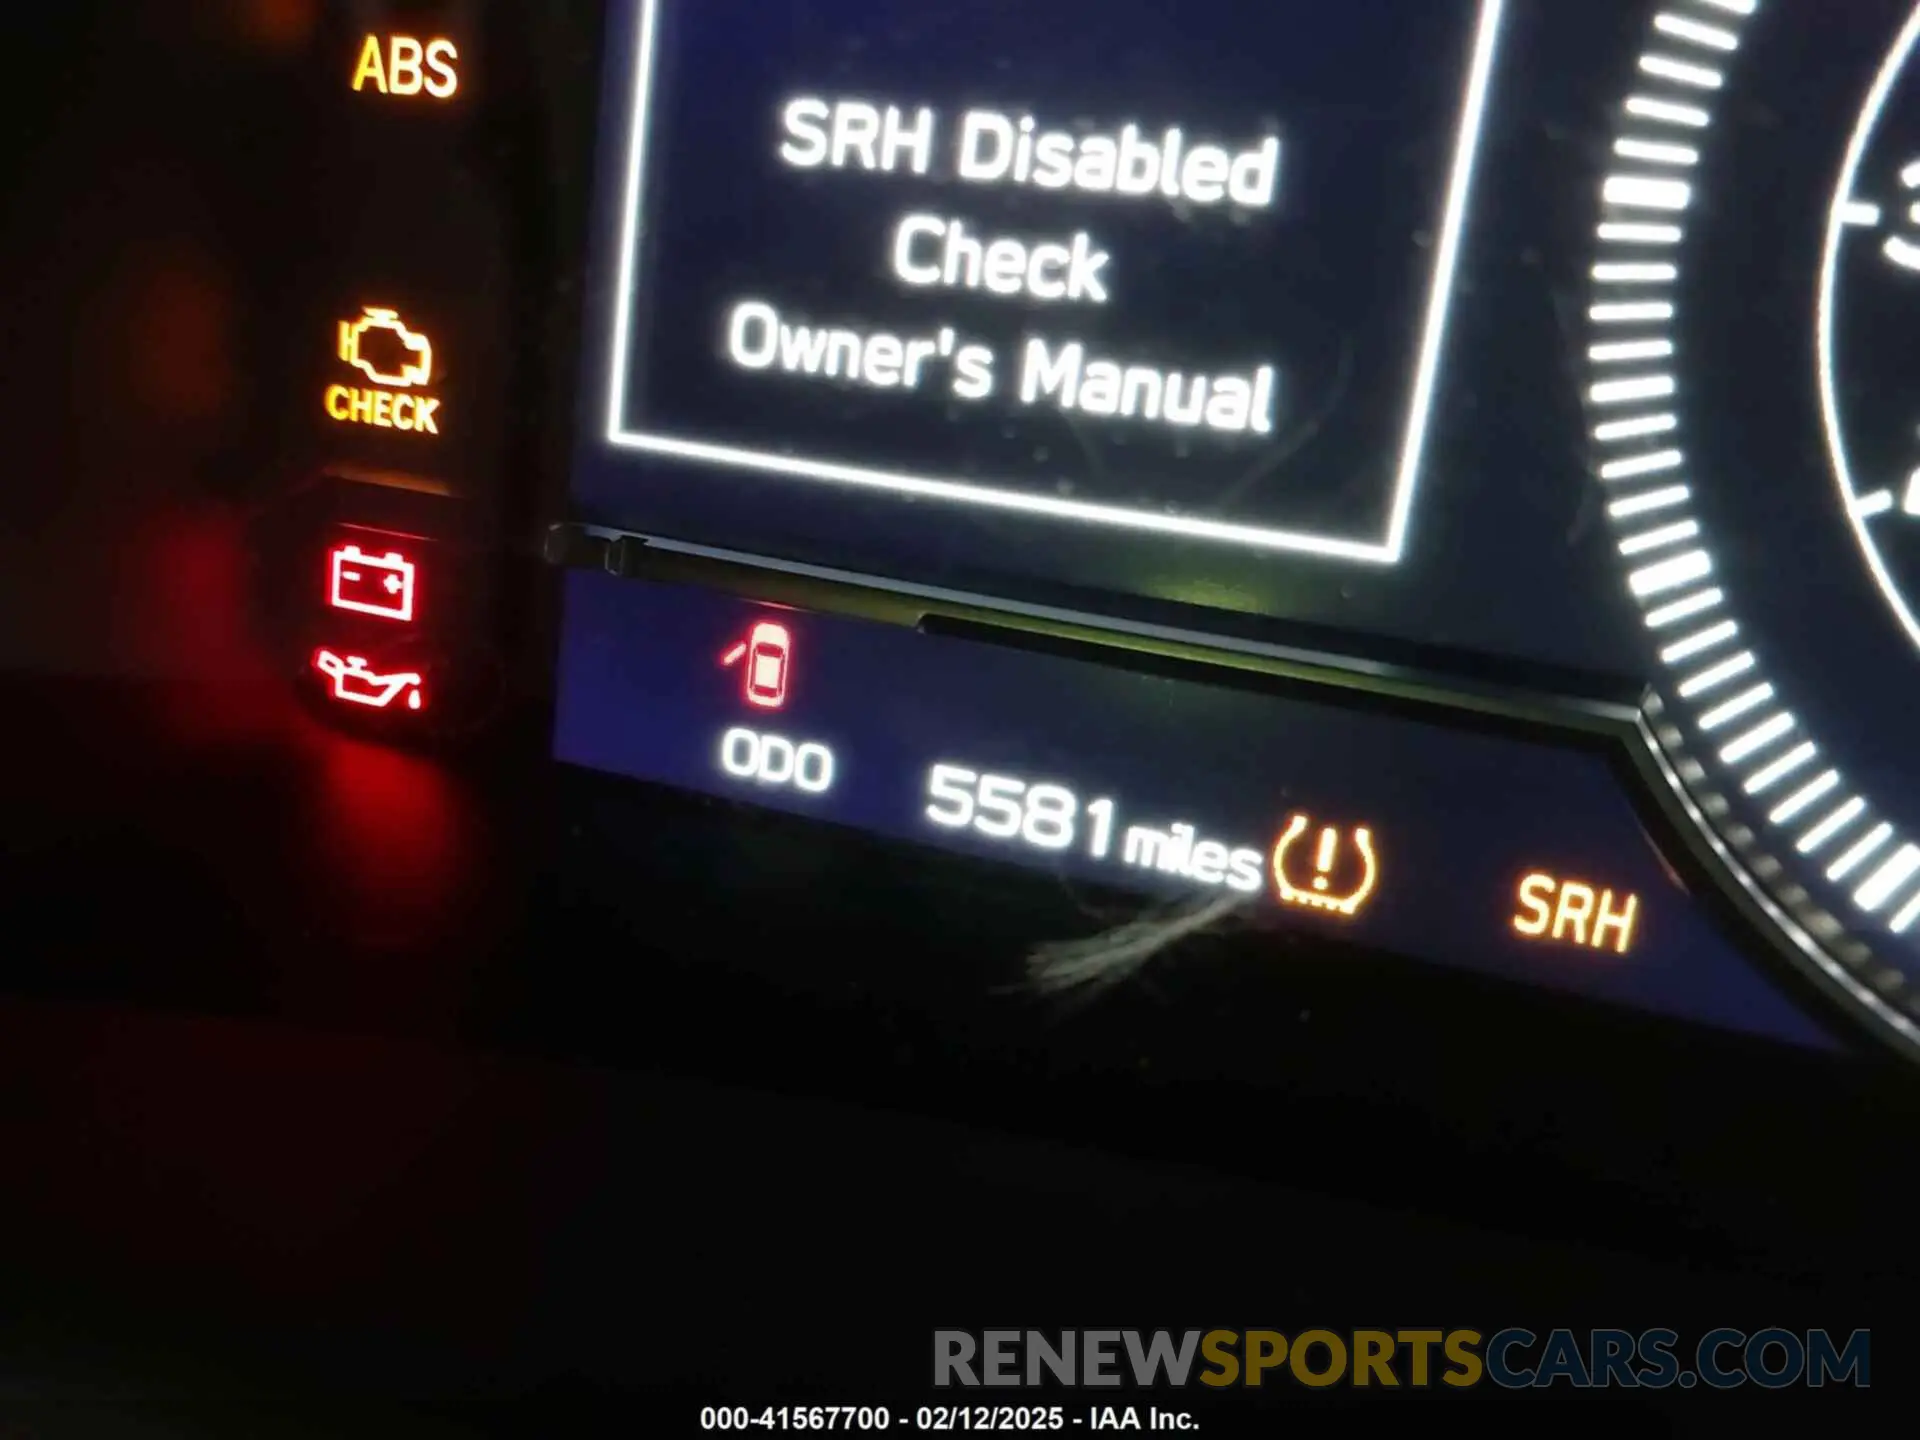 ABS
SRH Disabled
Check
Owner's Manual
CHECK
ODO 5581 miles SRH
RENEWSPORTSCARS.COM
000-41567700 - 02/12/2025 - IAA Inc.